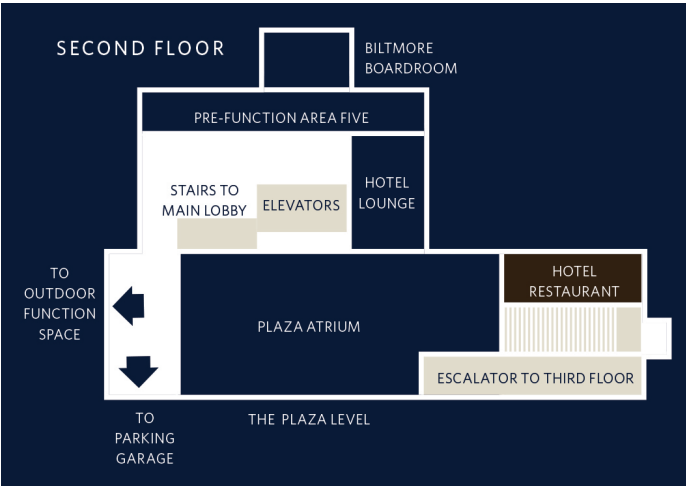 SECOND FLOOR
BILTMORE
BOARDROOM
PRE-FUNCTION AREA FIVE
STAIRS TO
MAIN LOBBY
ELEVATORS
HOTEL
LOUNGE
TO
OUTDOOR
FUNCTION
SPACE
PLAZA ATRIUM
HOTEL
RESTAURANT
ESCALATOR TO THIRD FLOOR
TO
PARKING
GARAGE
THE PLAZA LEVEL